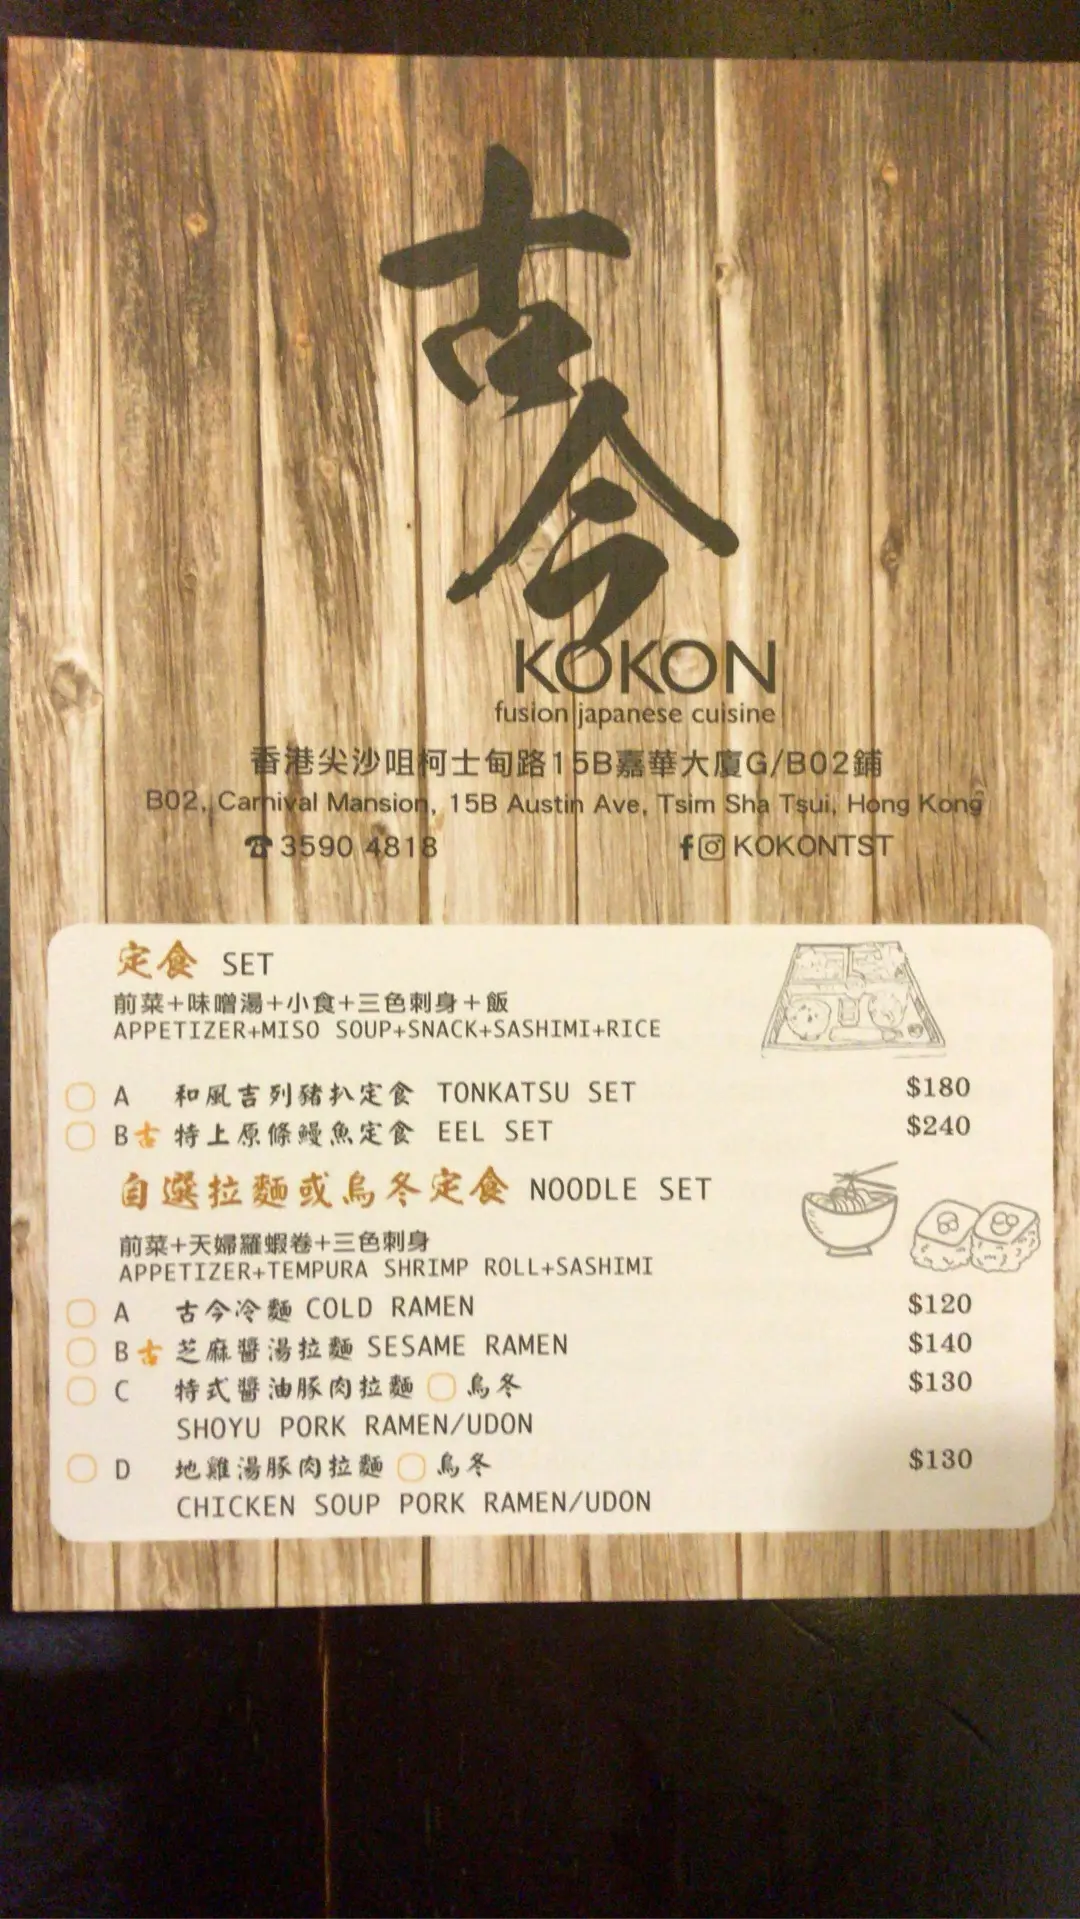 古今
KOKON
fusion japanese cuisine
香港尖沙咀柯士甸路15B嘉華大廈G/B02鋪
B02, Carnival Mansion, 15B Austin Ave, Tsim Sha Tsui, Hong Kong
☎ 3590 4818 f KOKONTST
定食 SET
前菜+味噌湯+小食+三色刺身+飯
APPETIZER+MISO SOUP+SNACK+SASHIMI+RICE
A 和風吉列豬扒定食 TONKATSU SET $180
B古 特上原條鰻魚定食 EEL SET $240
自選拉麵或烏冬定食 NOODLE SET
前菜+天婦羅蝦卷+三色刺身
APPETIZER+TEMPURA SHRIMP ROLL+SASHIMI
A 古今冷麵 COLD RAMEN $120
B古 芝麻醬湯拉麵 SESAME RAMEN $140
C 特式醬油豚肉拉麵 烏冬 $130
SHOYU PORK RAMEN/UDON
D 地雞湯豚肉拉麵 烏冬 $130
CHICKEN SOUP PORK RAMEN/UDON